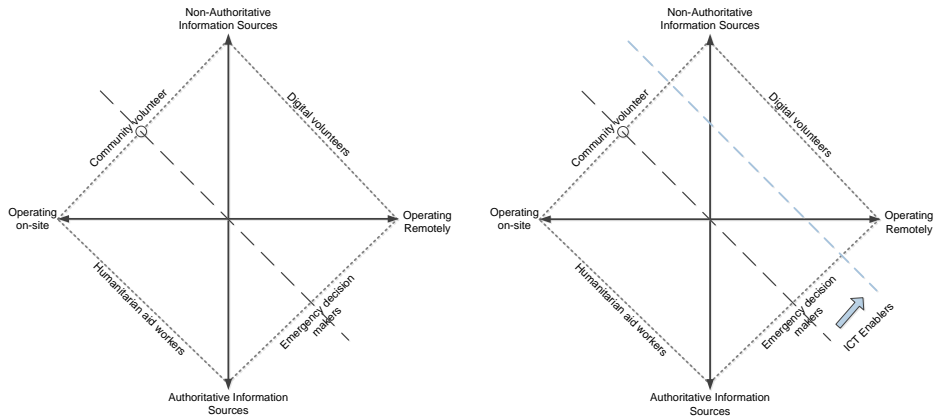 Non-Authoritative
Information Sources
Community volunteer
Digital volunteers
Operating
on-site
Operating
Remotely
Humanitarian aid workers
Emergency decision
makers
Authoritative Information
Sources
Non-Authoritative
Information Sources
Community volunteer
Digital volunteers
Operating
on-site
Operating
Remotely
Humanitarian aid workers
Emergency decision
makers
ICT Enablers
Authoritative Information
Sources